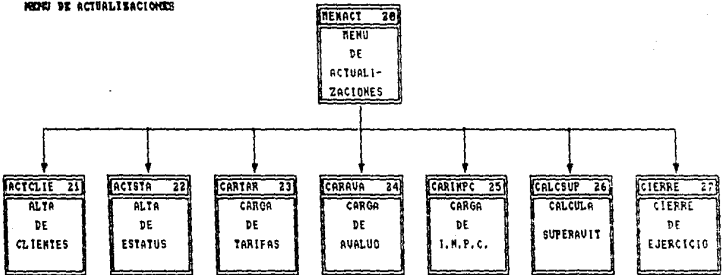 MENU DE ACTUALIZACIONES
MENACT 20
MENU
DE
ACTUALI-
ZACIONES
ACTCLIE 21
ALTA
DE
CLIENTES
ACTSTA 22
ALTA
DE
ESTATUS
CARTAR 23
CARGA
DE
TARIFAS
CARAVA 24
CARGA
DE
AVALUO
CARINPC 25
CARGA
DE
I.N.P.C.
CALCSUP 26
CALCULA
SUPERAVIT
CIERRE 27
CIERRE
DE
EJERCICIO